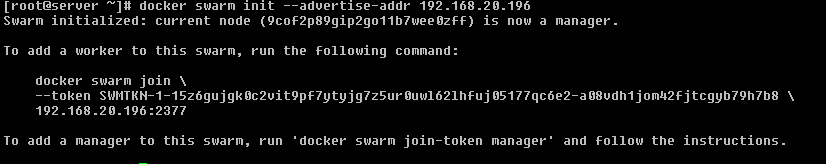 [root@server ~]# docker swarm init --advertise-addr 192.168.20.196
Swarm initialized: current node (9cof2p89gip2go11b7wee0zff) is now a manager.
To add a worker to this swarm, run the following command:
docker swarm join \
--token SWMTKN-1-15z6gujgk0c2vit9pf7ytyjg7z5ur0uwl62lhfuj05177qc6e2-a08vdh1jom42fjtcgyb79h7b8 \
192.168.20.196:2377
To add a manager to this swarm, run 'docker swarm join-token manager' and follow the instructions.